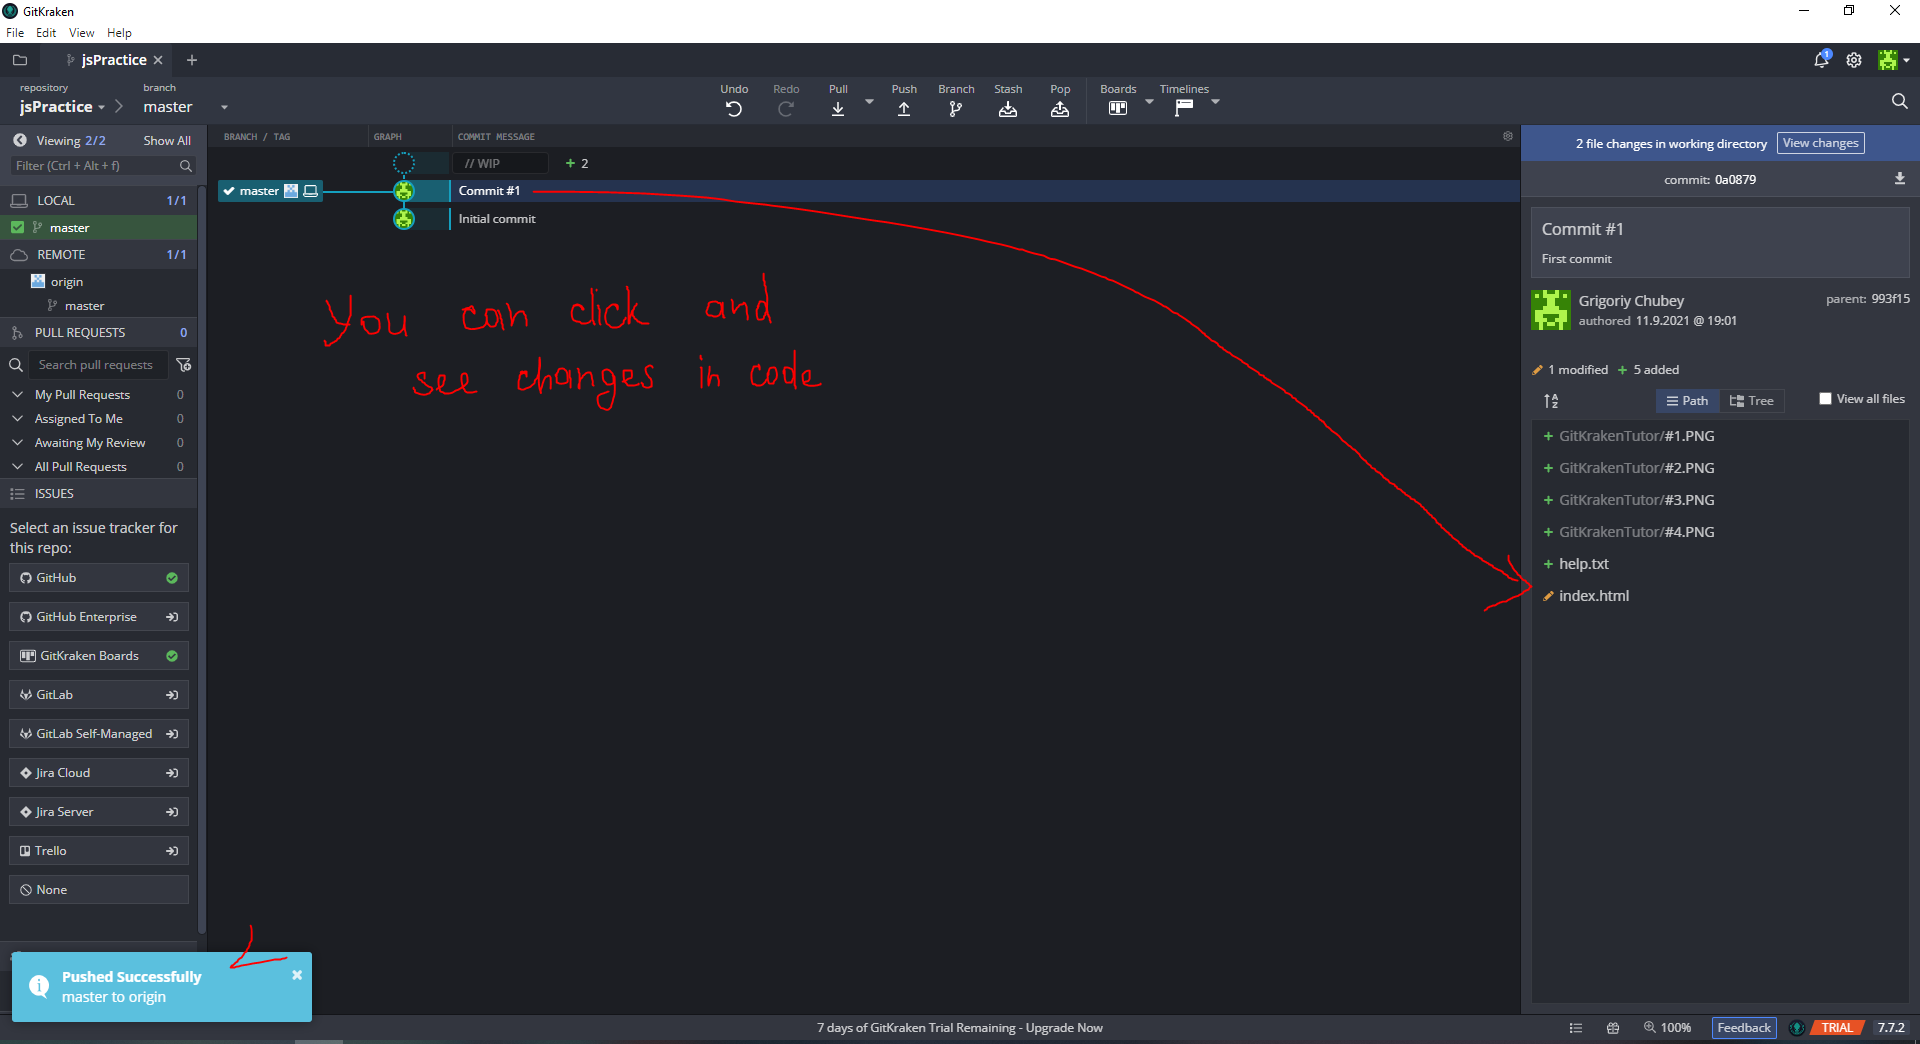 GitKraken
File Edit View Help
jsPractice
repository
jsPractice
branch
master
Undo Redo Pull Push Branch Stash Pop Boards Timelines
1
Viewing 2/2 Show All
Filter (Ctrl + Alt + f)
LOCAL 1/1
master
REMOTE 1/1
origin
master
PULL REQUESTS 0
Search pull requests
My Pull Requests 0
Assigned To Me 0
Awaiting My Review 0
All Pull Requests 0
ISSUES
Select an issue tracker for
this repo:
GitHub
GitHub Enterprise
GitKraken Boards
GitLab
GitLab Self-Managed
Jira Cloud
Jira Server
Trello
None
Pushed Successfully
master to origin
BRANCH / TAG GRAPH COMMIT MESSAGE
// WIP + 2
master Commit #1
Initial commit
You can click and
see changes in code
2 file changes in working directory View changes
commit: 0a0879
Commit #1
First commit
Grigoriy Chubey parent: 993f15
authored 11.9.2021 @ 19:01
1 modified + 5 added
Path Tree View all files
+ GitKrakenTutor/#1.PNG
+ GitKrakenTutor/#2.PNG
+ GitKrakenTutor/#3.PNG
+ GitKrakenTutor/#4.PNG
+ help.txt
index.html
7 days of GitKraken Trial Remaining - Upgrade Now
100% Feedback TRIAL 7.7.2